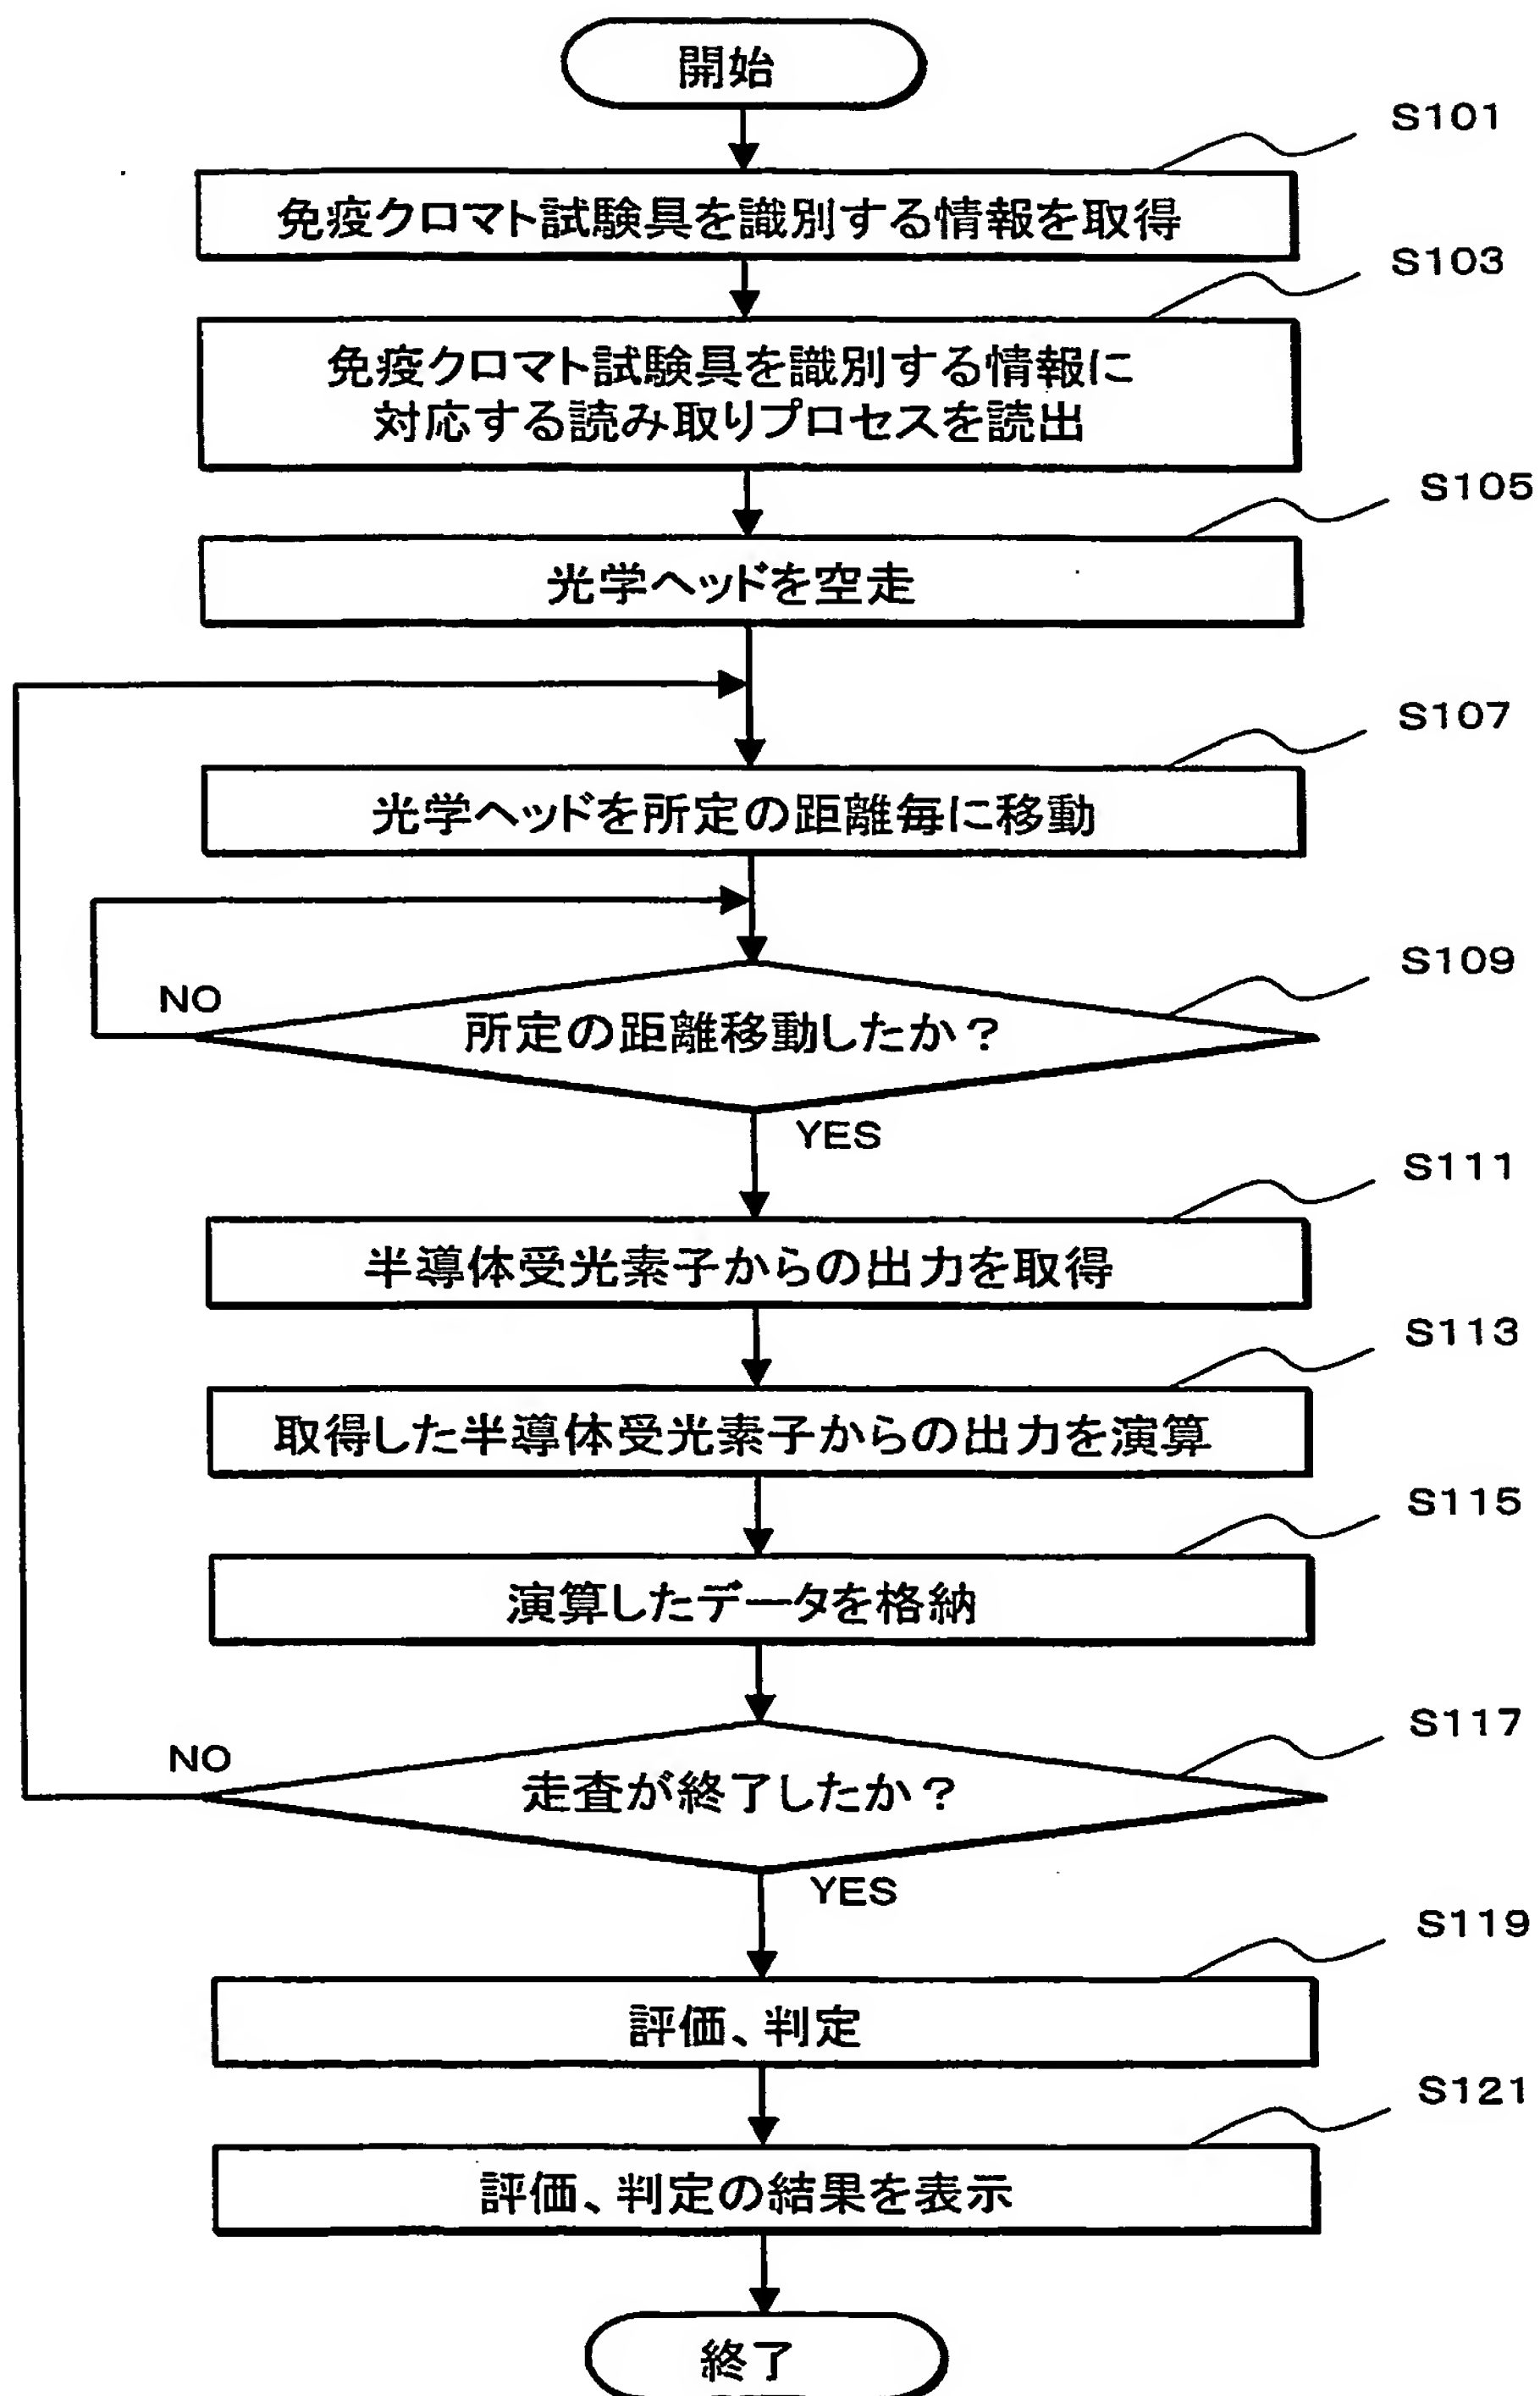 開始
S101
免疫クロマト試験具を識別する情報を取得
S103
免疫クロマト試験具を識別する情報に
対応する読み取りプロセスを読出
S105
光学ヘッドを空走
S107
光学ヘッドを所定の距離毎に移動
S109
NO
所定の距離移動したか？
YES
S111
半導体受光素子からの出力を取得
S113
取得した半導体受光素子からの出力を演算
S115
演算したデータを格納
S117
NO
走査が終了したか？
YES
S119
評価、判定
S121
評価、判定の結果を表示
終了